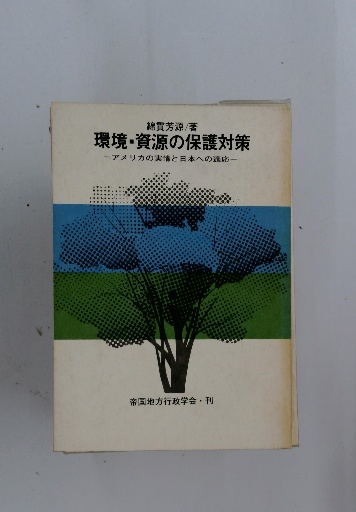 綿貫芳源/著
環境・資源の保護対策
―アメリカの実情と日本への適応―
帝国地方行政学会・刊